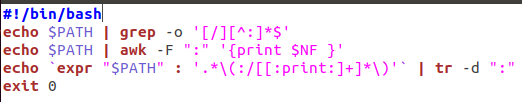 #!/bin/bash
echo $PATH | grep -o '[/][^:]*$'
echo $PATH | awk -F ":" '{print $NF }'
echo `expr "$PATH" : '.*\(:/[[:print:]+]*\)'` | tr -d ":"
exit 0